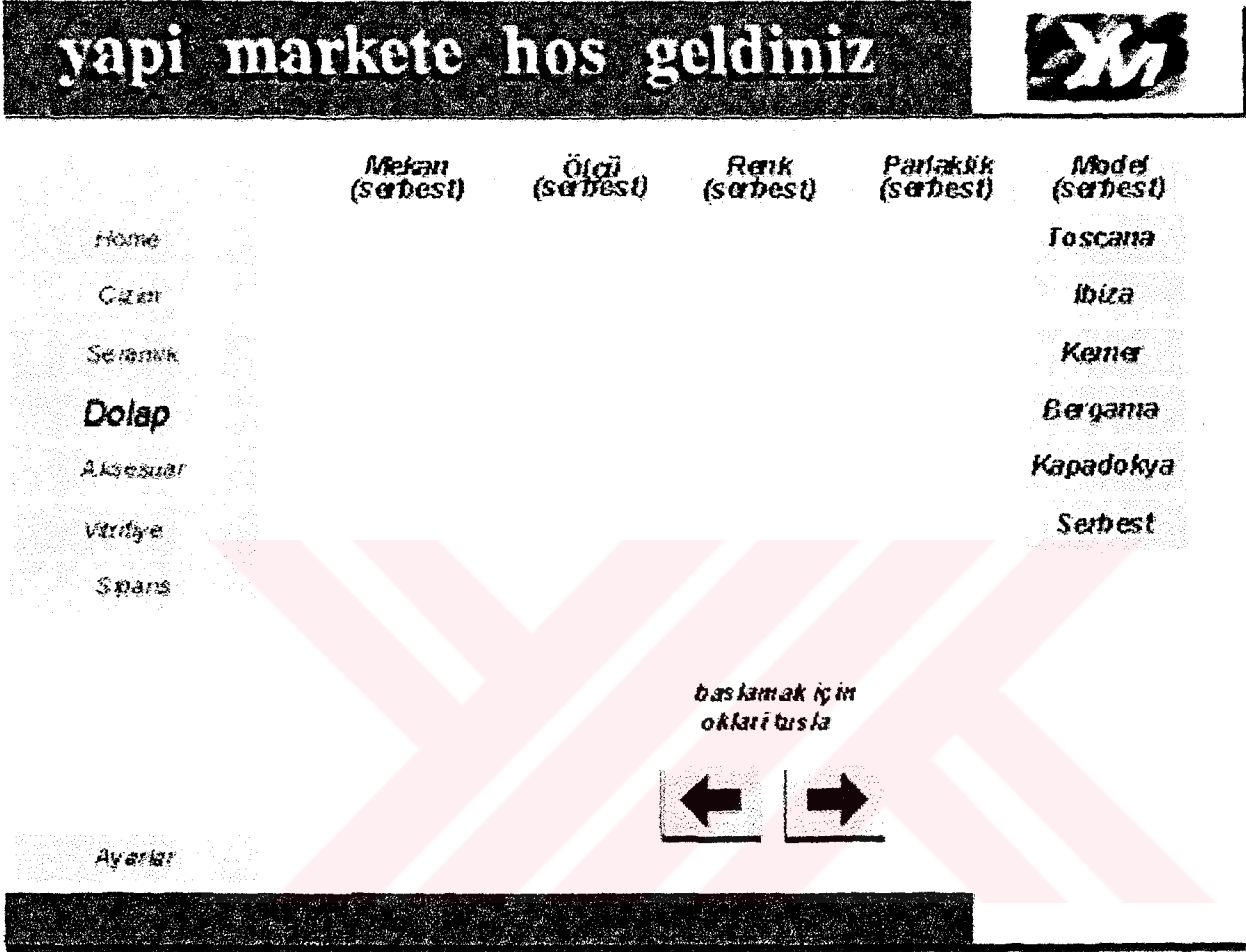 yapi markete hos geldiniz
YM
Mekan
(serbest)
Ölçü
(serbest)
Renk
(serbest)
Parlaklik
(serbest)
Model
(serbest)
Home
Çizim
Seramik
Dolap
Aksesuar
Vitrifiye
Siparis
Ayarlar
Toscana
Ibiza
Kemer
Bergama
Kapadokya
Serbest
baslamak için
oklari tusla